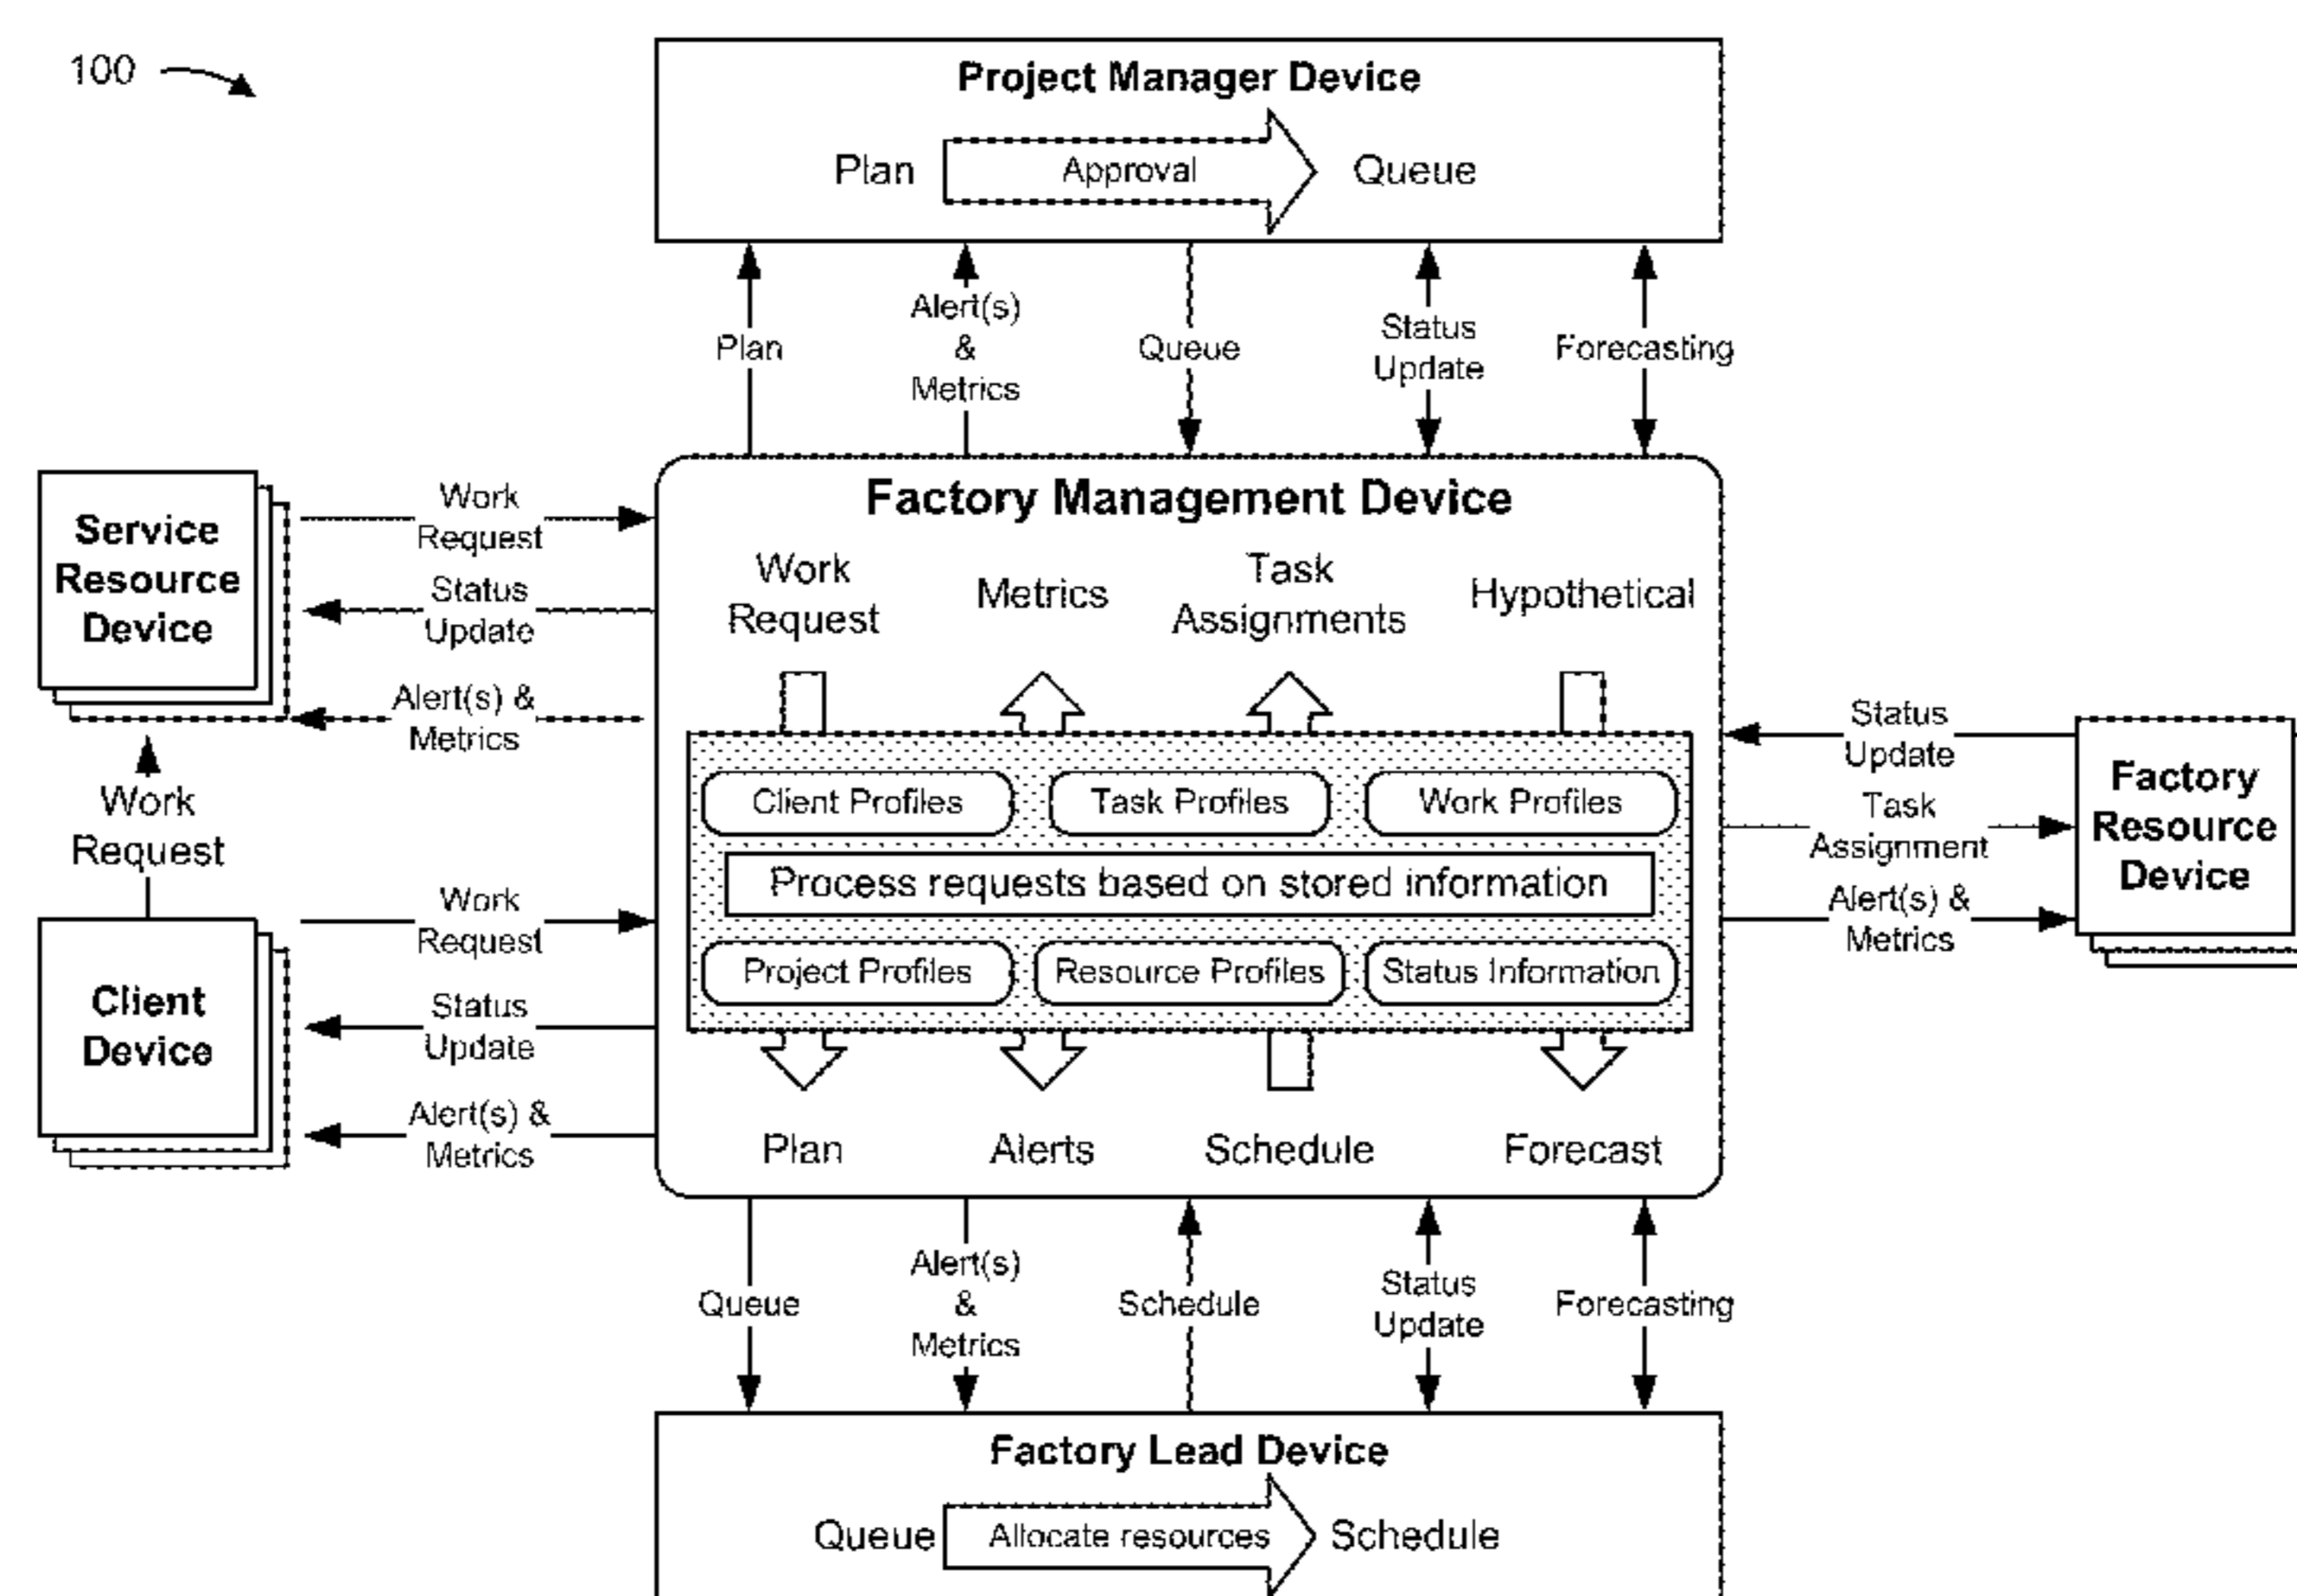 100
Project Manager Device
Plan
Approval
Queue
Plan
Alert(s)
&
Metrics
Queue
Status
Update
Forecasting
Service
Resource
Device
Work
Request
Status
Update
Alert(s) &
Metrics
Work
Request
Client
Device
Work
Request
Status
Update
Alert(s) &
Metrics
Factory Management Device
Work
Request
Metrics
Task
Assignments
Hypothetical
Client Profiles
Task Profiles
Work Profiles
Process requests based on stored information
Project Profiles
Resource Profiles
Status Information
Plan
Alerts
Schedule
Forecast
Status
Update
Task
Assignment
Alert(s) &
Metrics
Factory
Resource
Device
Queue
Alert(s)
&
Metrics
Schedule
Status
Update
Forecasting
Factory Lead Device
Queue
Allocate resources
Schedule